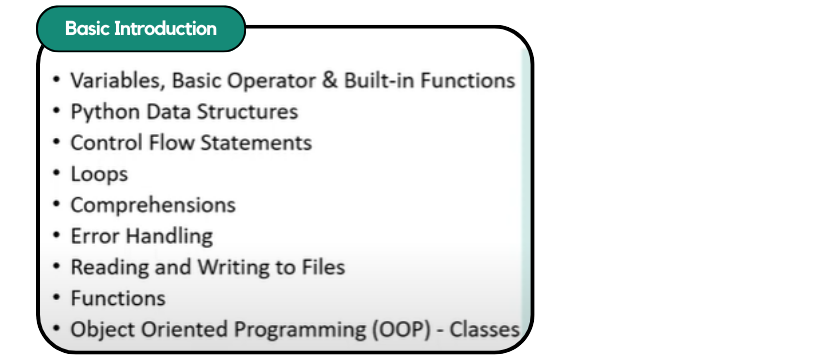 Basic Introduction
• Variables, Basic Operator & Built-in Functions
• Python Data Structures
• Control Flow Statements
• Loops
• Comprehensions
• Error Handling
• Reading and Writing to Files
• Functions
• Object Oriented Programming (OOP) - Classes